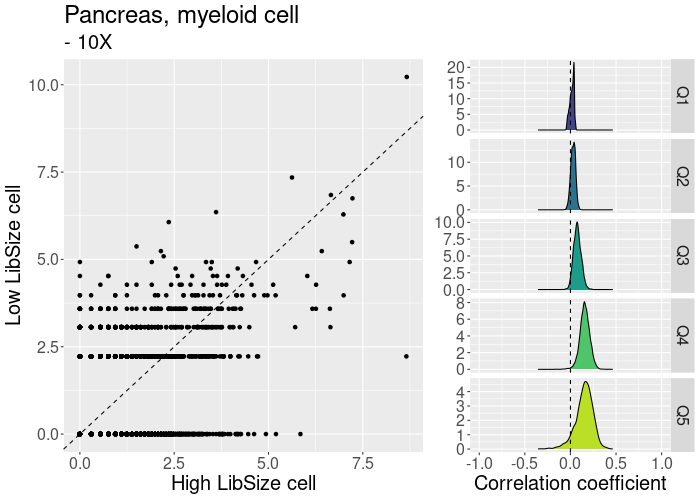 Pancreas, myeloid cell
- 10X
Low LibSize cell
10.0
7.5
5.0
2.5
0.0
0.0 2.5 5.0 7.5
High LibSize cell
20
15
10
5
0
Q1
10
5
0
Q2
10.0
7.5
5.0
2.5
0.0
Q3
8
6
4
2
0
Q4
4
3
2
1
0
Q5
-1.0 -0.5 0.0 0.5 1.0
Correlation coefficient